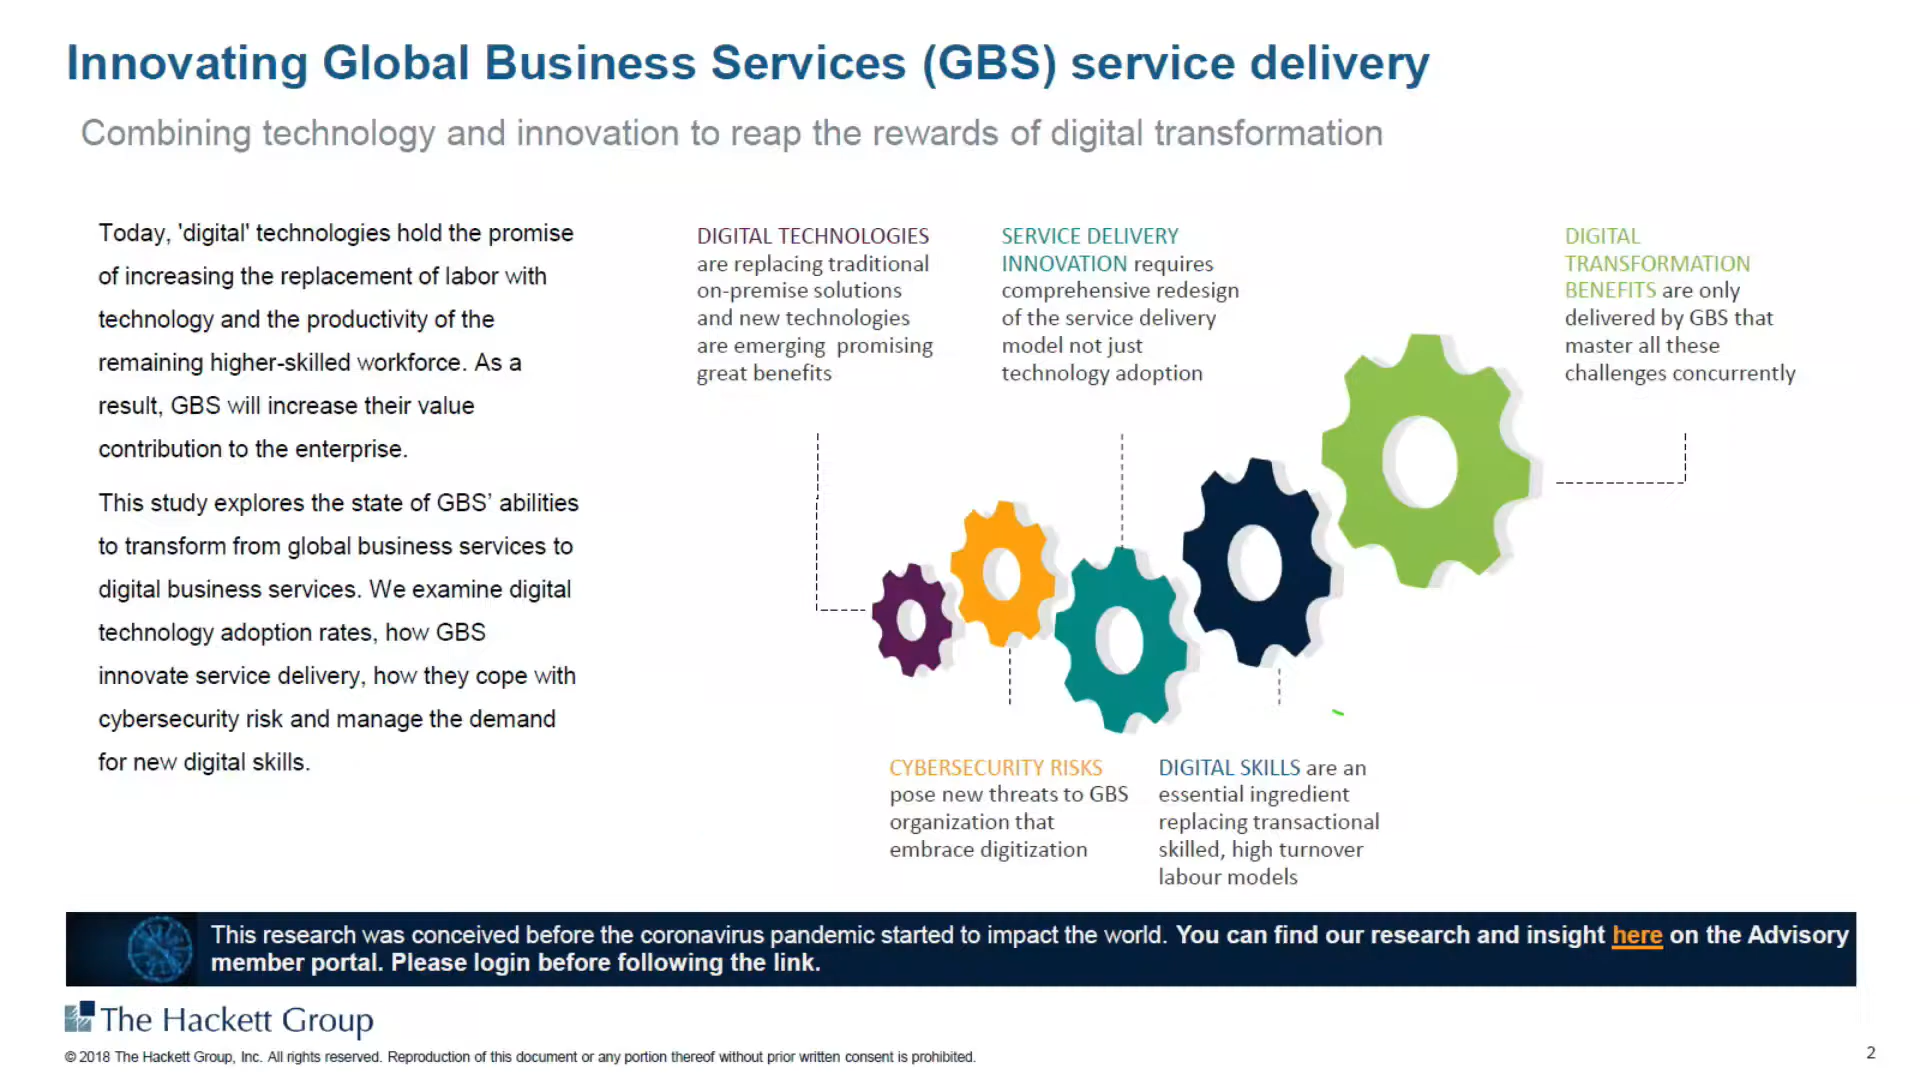 Innovating Global Business Services (GBS) service delivery
Combining technology and innovation to reap the rewards of digital transformation
Today, 'digital' technologies hold the promise
of increasing the replacement of labor with
technology and the productivity of the
remaining higher-skilled workforce. As a
result, GBS will increase their value
contribution to the enterprise.
This study explores the state of GBS’ abilities
to transform from global business services to
digital business services. We examine digital
technology adoption rates, how GBS
innovate service delivery, how they cope with
cybersecurity risk and manage the demand
for new digital skills.
DIGITAL TECHNOLOGIES
are replacing traditional
on-premise solutions
and new technologies
are emerging promising
great benefits
SERVICE DELIVERY
INNOVATION requires
comprehensive redesign
of the service delivery
model not just
technology adoption
DIGITAL
TRANSFORMATION
BENEFITS are only
delivered by GBS that
master all these
challenges concurrently
CYBERSECURITY RISKS
pose new threats to GBS
organization that
embrace digitization
DIGITAL SKILLS are an
essential ingredient
replacing transactional
skilled, high turnover
labour models
This research was conceived before the coronavirus pandemic started to impact the world. You can find our research and insight here on the Advisory
member portal. Please login before following the link.
The Hackett Group
© 2018 The Hackett Group, Inc. All rights reserved. Reproduction of this document or any portion thereof without prior written consent is prohibited.
2